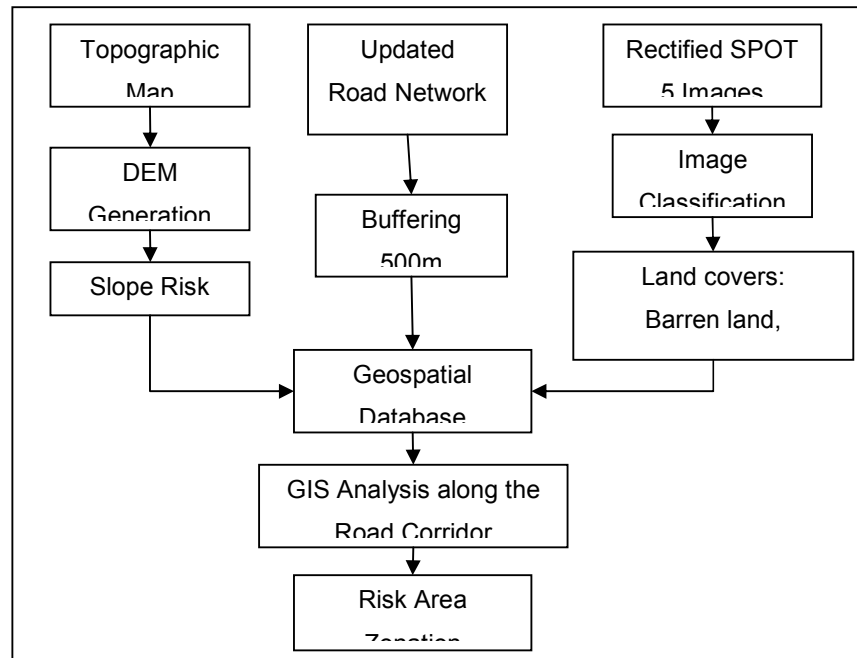 Topographic
Map
Updated
Road Network
Rectified SPOT
5 Images
DEM
Generation
Image
Classification
Buffering
500m
Slope Risk
Land covers:
Barren land,
Geospatial
Database
GIS Analysis along the
Road Corridor
Risk Area
Zonation